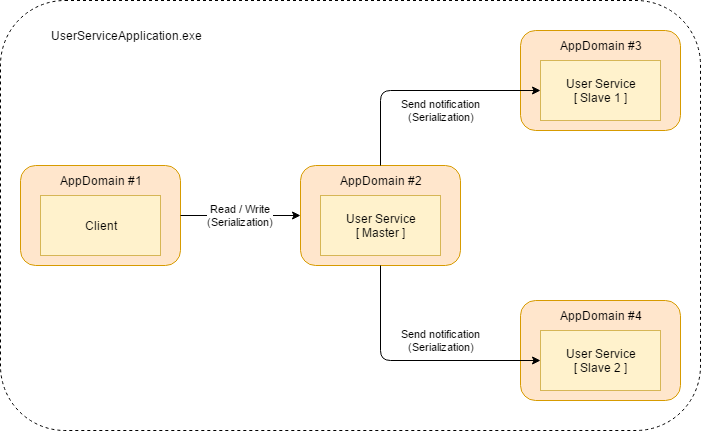 UserServiceApplication.exe
AppDomain #3
User Service
[ Slave 1 ]
Send notification
(Serialization)
AppDomain #1
Client
Read / Write
(Serialization)
AppDomain #2
User Service
[ Master ]
Send notification
(Serialization)
AppDomain #4
User Service
[ Slave 2 ]